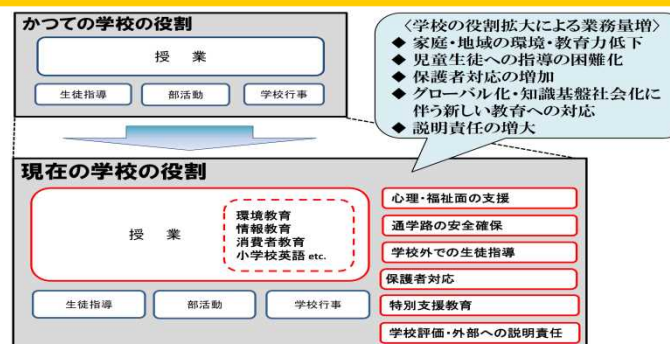 かつての学校の役割
授 業
生徒指導
部活動
学校行事
〈学校の役割拡大による業務量増〉
◆ 家庭・地域の環境・教育力低下
◆ 児童生徒への指導の困難化
◆ 保護者対応の増加
◆ グローバル化・知識基盤社会化に
伴う新しい教育への対応
◆ 説明責任の増大
現在の学校の役割
授 業
環境教育
情報教育
消費者教育
小学校英語 etc.
生徒指導
部活動
学校行事
心理・福祉面の支援
通学路の安全確保
学校外での生徒指導
保護者対応
特別支援教育
学校評価・外部への説明責任